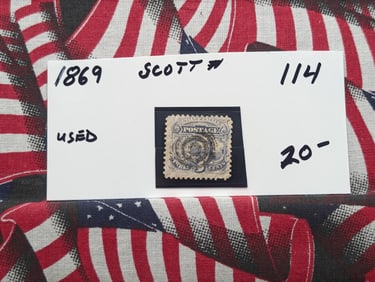 1869 SCOTT # 114
USED
20-
POSTAGE